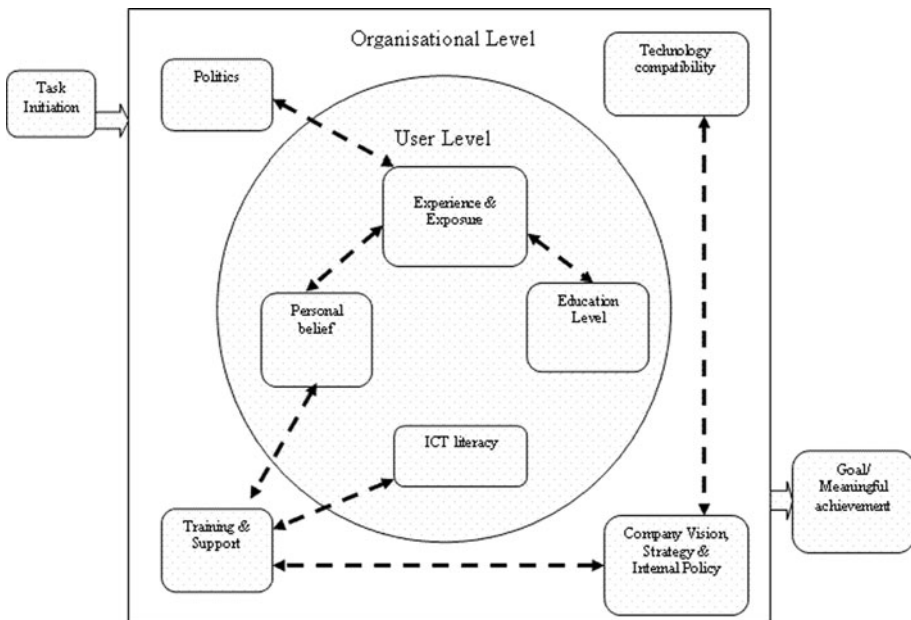 Organisational Level
Technology
compatibility
Politics
Task
Initiation
User Level
Experience &
Exposure
Personal
belief
Education
Level
ICT literacy
Goal/
Meaningful
achievement
Training &
Support
Company Vision,
Strategy &
Internal Policy